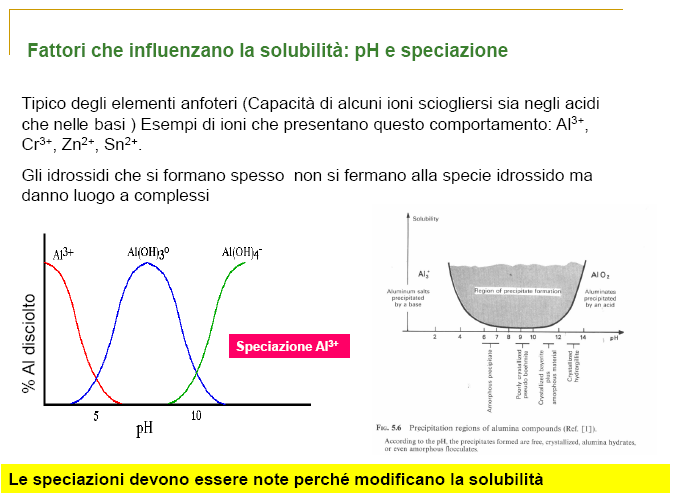 Fattori che influenzano la solubilità: pH e speciazione
Tipico degli elementi anfoteri (Capacità di alcuni ioni sciogliersi sia negli acidi
che nelle basi ) Esempi di ioni che presentano questo comportamento: Al³⁺,
Cr³⁺, Zn²⁺, Sn²⁺.
Gli idrossidi che si formano spesso non si fermano alla specie idrossido ma
danno luogo a complessi
Al³⁺
Al(OH)₃⁰
Al(OH)₄⁻
% Al disciolto
Speciazione Al³⁺
5
10
pH
Solubility
Aluminum salts
precipitated
by a base
Region of precipitate formation
Al O₂⁻
Aluminates
precipitated
by an acid
2 4 6 7 8 9 10 12 14 pH
Amorphous precipitate
Poorly crystallized
pseudo boehmite
Crystallized bayerite
plus
amorphous material
Crystallized
hydrargillite
FIG. 5.6 Precipitation regions of alumina compounds (Ref. [1]).
According to the pH, the precipitates formed are free, crystallized, alumina hydrates,
or even amorphous flocculates.
Le speciazioni devono essere note perché modificano la solubilità